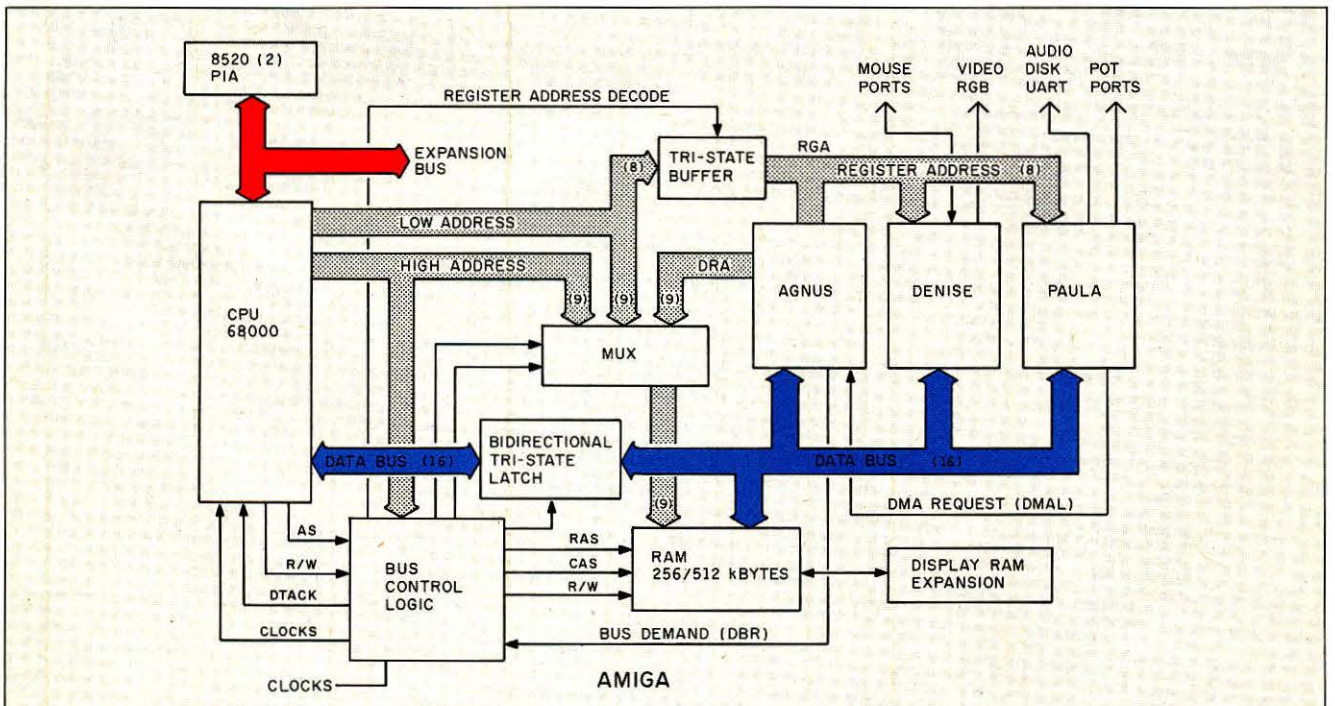 8520 (2)
PIA
REGISTER ADDRESS DECODE
MOUSE
PORTS
VIDEO
RGB
AUDIO
DISK
UART
POT
PORTS
EXPANSION
BUS
TRI-STATE
BUFFER
RGA
REGISTER ADDRESS (8)
(8)
LOW ADDRESS
HIGH ADDRESS
DRA
(9)
(9)
(9)
CPU
68000
MUX
AGNUS
DENISE
PAULA
DATA BUS (16)
BIDIRECTIONAL
TRI-STATE
LATCH
DATA BUS (16)
(9)
DMA REQUEST (DMAL)
AS
R/W
DTACK
CLOCKS
BUS
CONTROL
LOGIC
RAS
CAS
R/W
RAM
256/512 kBYTES
DISPLAY RAM
EXPANSION
BUS DEMAND (DBR)
CLOCKS
AMIGA